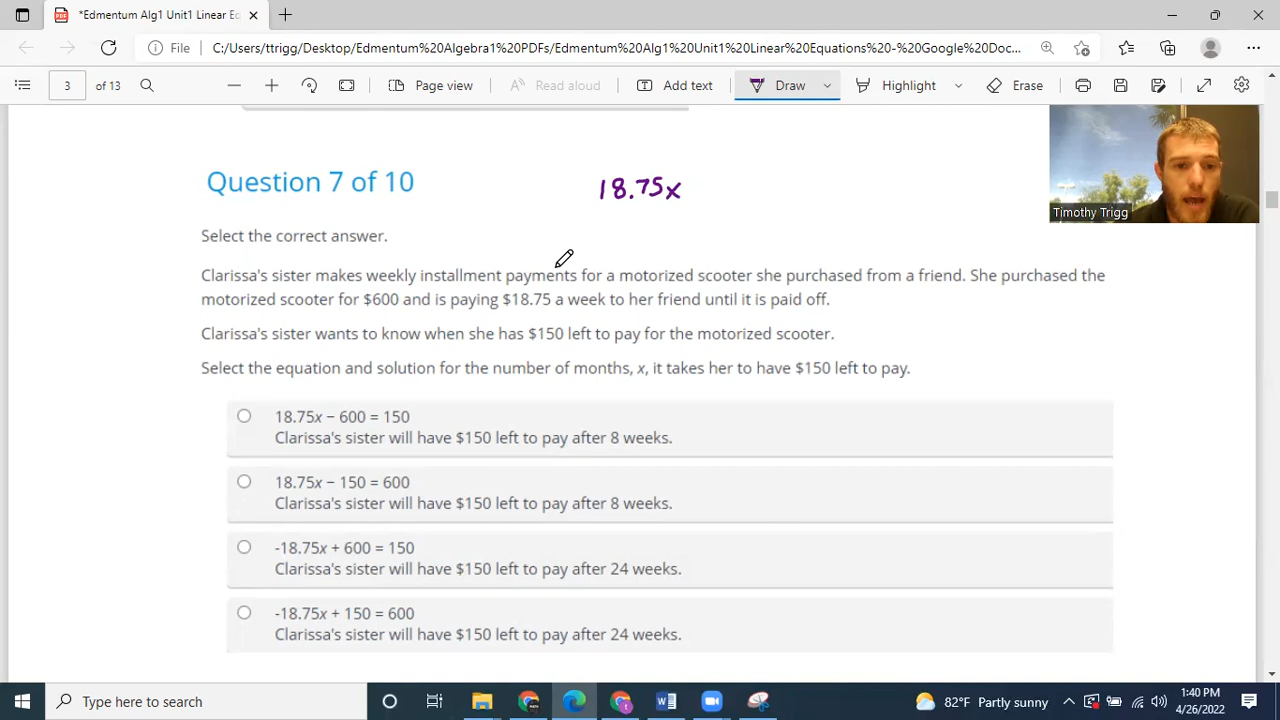 *Edmentum Alg1 Unit1 Linear Eq
File
C:/Users/ttrigg/Desktop/Edmentum%20Algebra1%20PDFs/Edmentum%20Alg1%20Unit1%20Linear%20Equations%20-%20Google%20Doc...
3 of 13
Page view
Read aloud
Add text
Draw
Highlight
Erase
Question 7 of 10
18.75x
Timothy Trigg
Select the correct answer.
Clarissa's sister makes weekly installment payments for a motorized scooter she purchased from a friend. She purchased the
motorized scooter for $600 and is paying $18.75 a week to her friend until it is paid off.
Clarissa's sister wants to know when she has $150 left to pay for the motorized scooter.
Select the equation and solution for the number of months, x, it takes her to have $150 left to pay.
18.75x − 600 = 150
Clarissa's sister will have $150 left to pay after 8 weeks.
18.75x − 150 = 600
Clarissa's sister will have $150 left to pay after 8 weeks.
-18.75x + 600 = 150
Clarissa's sister will have $150 left to pay after 24 weeks.
-18.75x + 150 = 600
Clarissa's sister will have $150 left to pay after 24 weeks.
Type here to search
82°F Partly sunny
1:40 PM
4/26/2022